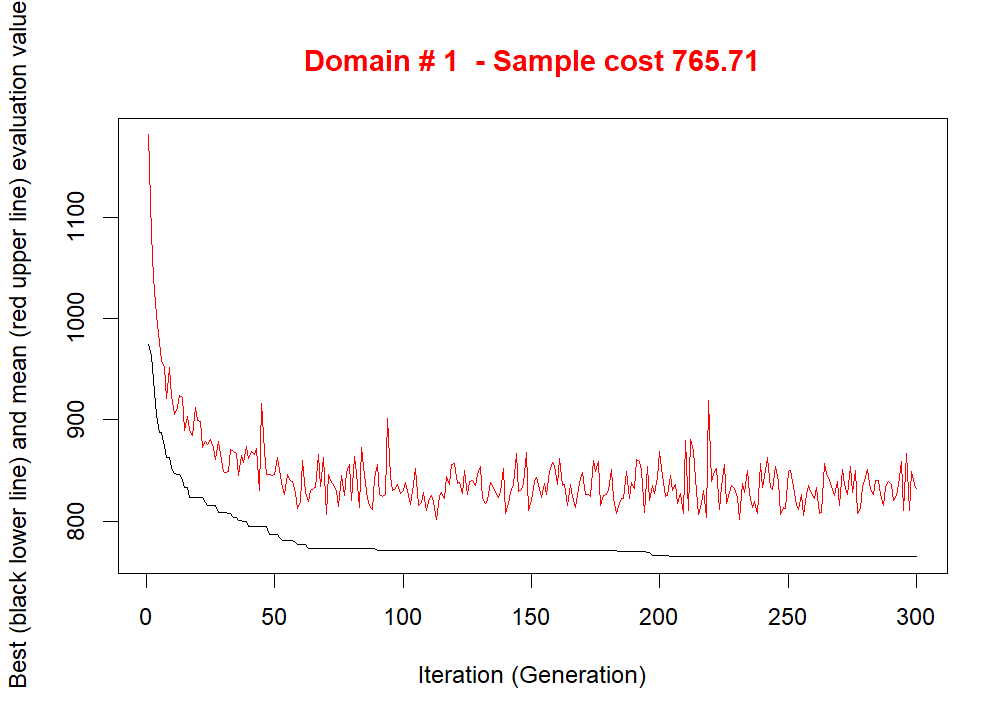 Domain # 1  - Sample cost 765.71
Best (black lower line) and mean (red upper line) evaluation value
1100
1000
900
800
0 50 100 150 200 250 300
Iteration (Generation)